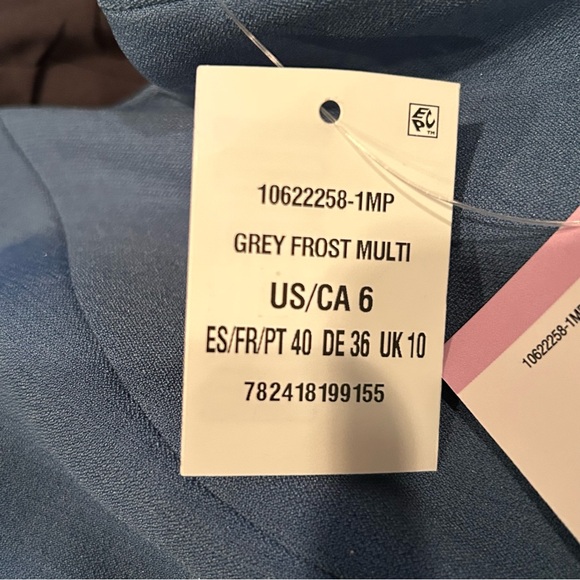 EPC™
10622258-1MP
GREY FROST MULTI
US/CA 6
ES/FR/PT 40 DE 36 UK 10
782418199155
10622258-1MP